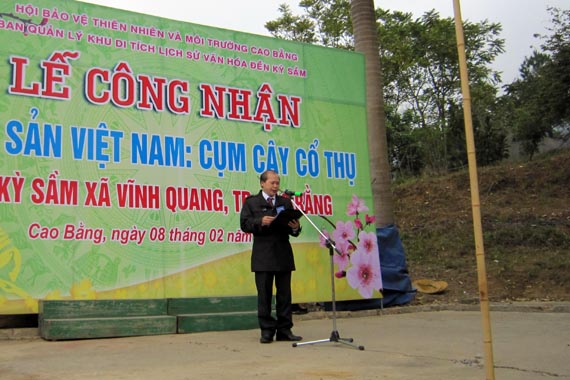 HỘI BẢO VỆ THIÊN NHIÊN VÀ MÔI TRƯỜNG CAO BẰNG
BAN QUẢN LÝ KHU DI TÍCH LỊCH SỬ VĂN HÓA ĐỀN KỲ SẦM
LỄ CÔNG NHẬN
SẢN VIỆT NAM: CỤM CÂY CỔ THỤ
KỲ SẦM XÃ VĨNH QUANG, TP
Cao Bằng, ngày 08 tháng 02 năm